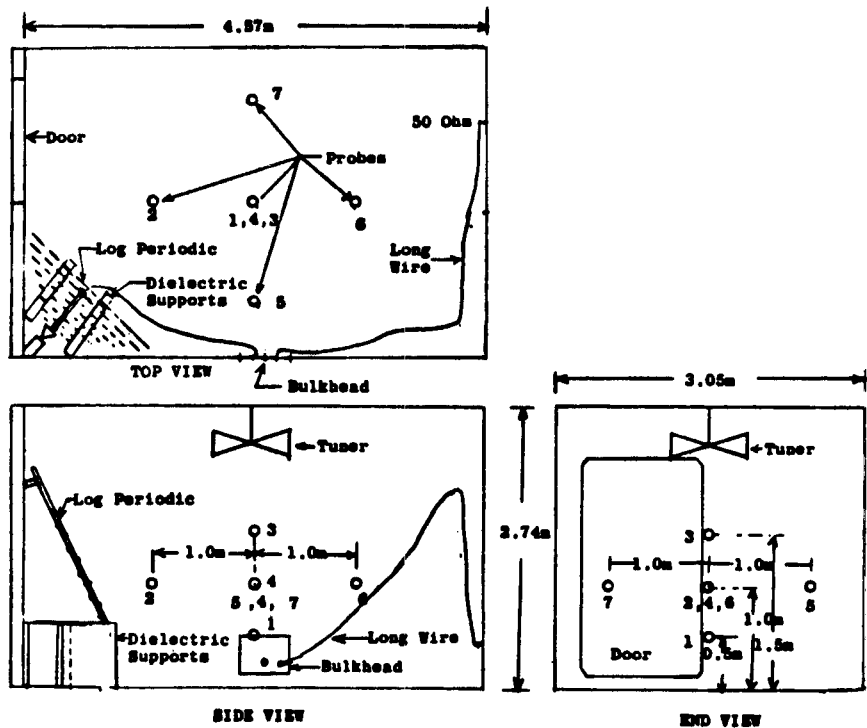 4.57m
7
50 Ohm
Door
Probes
2
1,4,3
6
Log Periodic
Long
Wire
Dielectric
Supports
5
TOP VIEW
Bulkhead
3.05m
Tuner
Tuner
Log Periodic
2.74m
3
3
1.0m
1.0m
1.0m
1.0m
2
4
6
5,4, 7
7
2,4,6
5
1.0m
1
1
1.5m
0.5m
Dielectric
Supports
Long Wire
Bulkhead
Door
SIDE VIEW
END VIEW